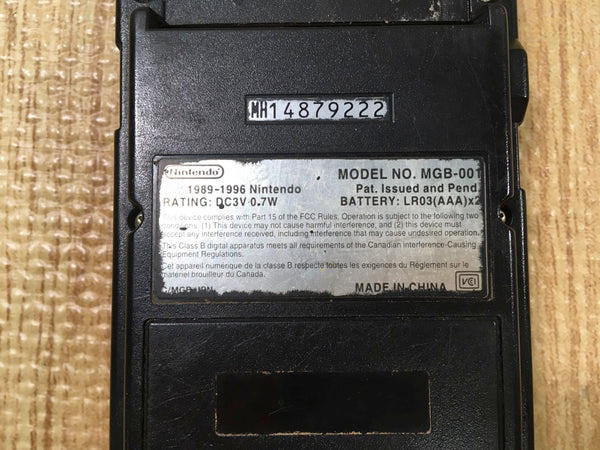 MH14879222
Nintendo
MODEL NO. MGB-001
1989-1996 Nintendo
Pat. Issued and Pend.
RATING: DC3V 0.7W
BATTERY: LR03(AAA)x2
This device complies with Part 15 of the FCC Rules. Operation is subject to the following two
conditions. (1) This device may not cause harmful interference, and (2) this device must
accept any interference received, including interference that may cause undesired operation.
This Class B digital apparatus meets all requirements of the Canadian Interference-Causing
Equipment Regulations.
Cet appareil numérique de la classe B respecte toutes les exigences du Réglement sur le
matériel brouilleur du Canada.
MADE IN CHINA
VCI